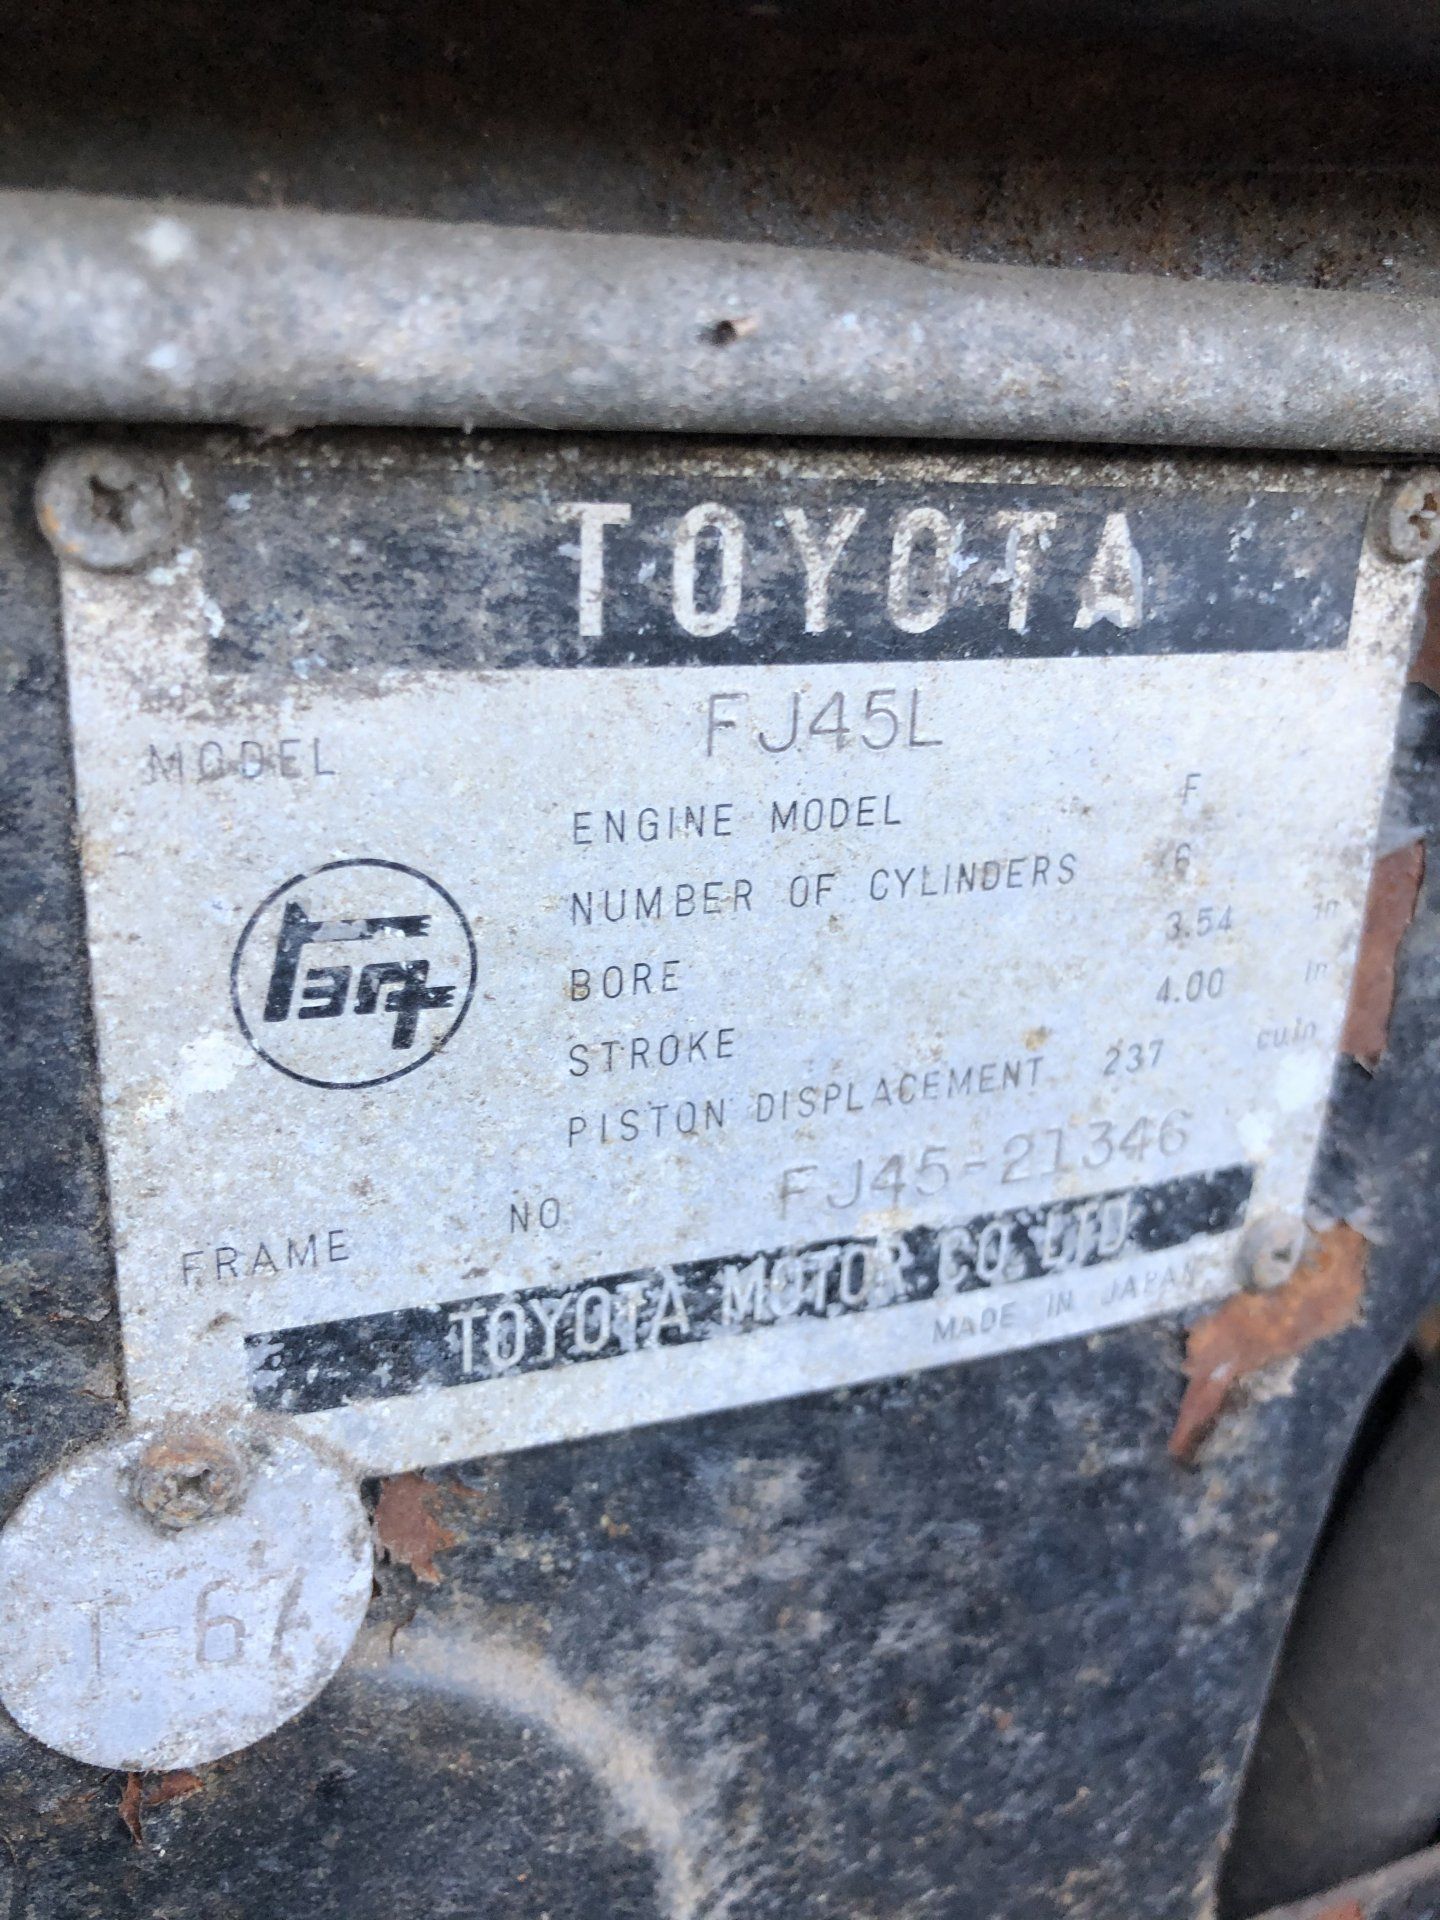 TOYOTA
MODEL FJ45L
ENGINE MODEL F
NUMBER OF CYLINDERS 6
BORE 3.54 in
STROKE 4.00 in
PISTON DISPLACEMENT 237 cu.in
FRAME NO FJ45-21346
TOYOTA MOTOR CO. LTD
MADE IN JAPAN